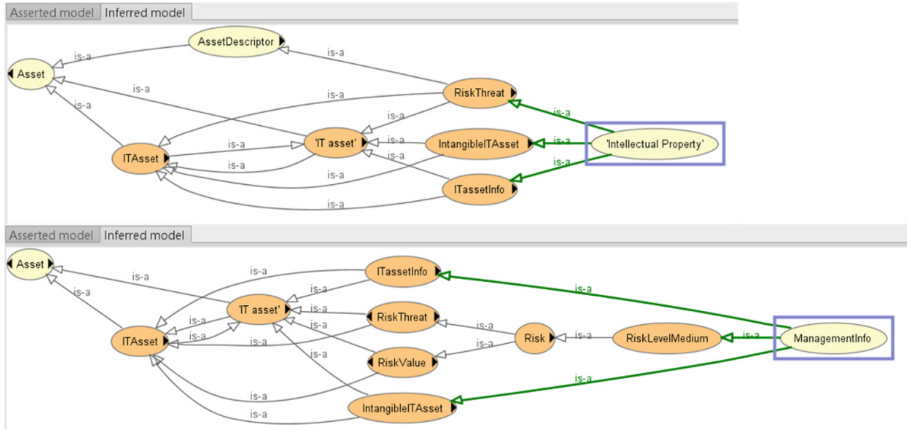 Asserted model Inferred model
AssetDescriptor
is-a
is-a
Asset
is-a
RiskThreat
is-a
is-a
is-a
is-a
is-a
'IT asset'
is-a
IntangibleITAsset
is-a
'Intellectual Property'
ITAsset
is-a
is-a
is-a
is-a
ITassetInfo
is-a
Asserted model Inferred model
Asset
is-a
is-a
ITassetInfo
is-a
is-a
is-a
'IT asset'
is-a
RiskThreat
is-a
is-a
ITAsset
is-a
is-a
Risk
is-a
RiskLevelMedium
is-a
ManagementInfo
is-a
is-a
RiskValue
is-a
is-a
is-a
IntangibleITAsset
is-a